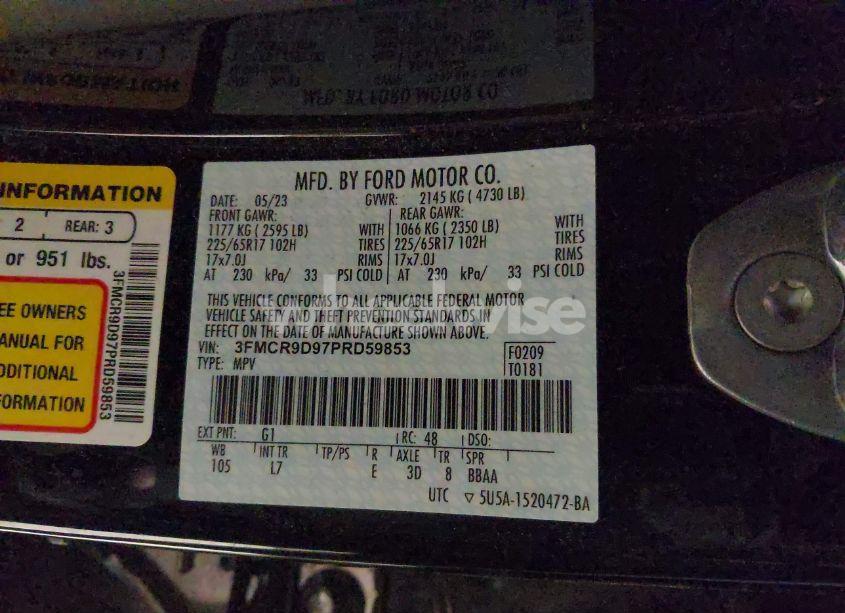 INFORMATION
2 REAR: 3
or 951 lbs.
EE OWNERS
ANUAL FOR
DDITIONAL
FORMATION
3FMCR9D97PRD59853
MFD. BY FORD MOTOR CO.
DATE: 05/23 GVWR: 2145 KG ( 4730 LB)
FRONT GAWR: REAR GAWR:
1177 KG ( 2595 LB) WITH 1066 KG ( 2350 LB) WITH
225/65R17 102H TIRES 225/65R17 102H TIRES
17x7.0J RIMS 17x7.0J RIMS
AT 230 kPa/ 33 PSI COLD AT 230 kPa/ 33 PSI COLD
THIS VEHICLE CONFORMS TO ALL APPLICABLE FEDERAL MOTOR
VEHICLE SAFETY AND THEFT PREVENTION STANDARDS IN
EFFECT ON THE DATE OF MANUFACTURE SHOWN ABOVE.
VIN: 3FMCR9D97PRD59853 F0209
TYPE: MPV T0181
EXT PNT: G1 RC: 48 DSO:
WB INT TR TP/PS R AXLE TR SPR
105 L7 E 3D 8 BBAA
UTC ▽ 5U5A-1520472-BA